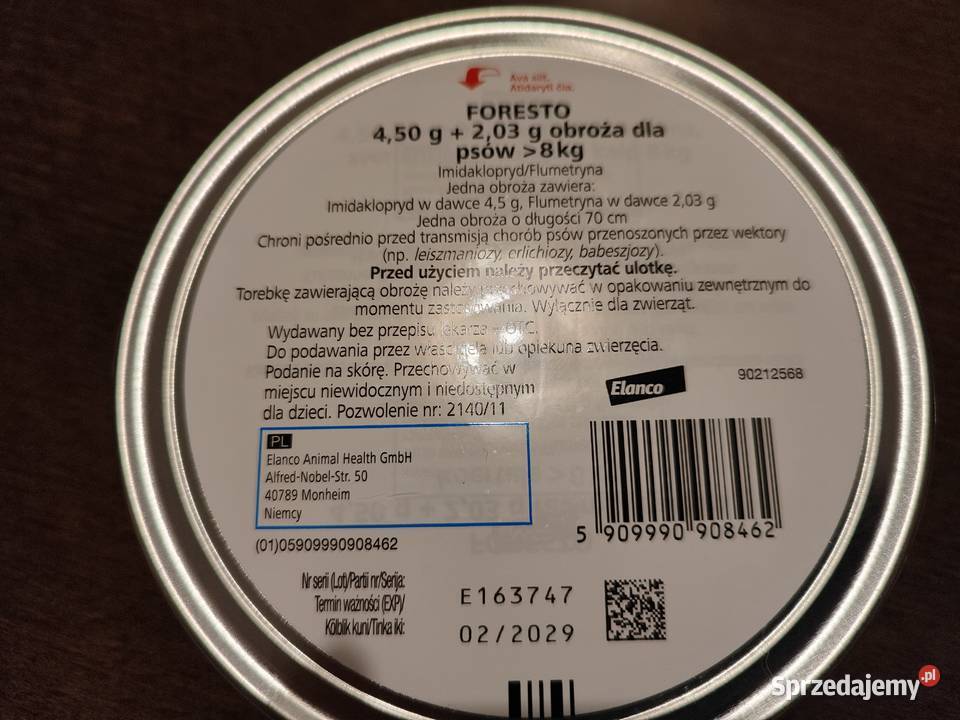 Ava siit.
Atidaryti čia.
FORESTO
4,50 g + 2,03 g obroża dla
psów >8kg
Imidaklopryd/Flumetryna
Jedna obroża zawiera:
Imidaklopryd w dawce 4,5 g, Flumetryna w dawce 2,03 g
Jedna obroża o długości 70 cm
Chroni pośrednio przed transmisją chorób psów przenoszonych przez wektory
(np. leiszmaniozy, erlichiozy, babeszjozy).
Przed użyciem należy przeczytać ulotkę.
Torebkę zawierającą obrożę należy przechowywać w opakowaniu zewnętrznym do
momentu zastosowania. Wyłącznie dla zwierząt.
Wydawany bez przepisu lekarza – OTC.
Do podawania przez właściciela lub opiekuna zwierzęcia.
Podanie na skórę. Przechowywać w
miejscu niewidocznym i niedostępnym
dla dzieci. Pozwolenie nr: 2140/11
Elanco
90212568
PL
Elanco Animal Health GmbH
Alfred-Nobel-Str. 50
40789 Monheim
Niemcy
5 909990 908462
(01)05909990908462
Nr serii (Lot)/Partii nr/Serija:
E163747
Termin ważności (EXP)/
Kõlblik kuni/Tinka iki:
02/2029
Sprzedajemy.pl